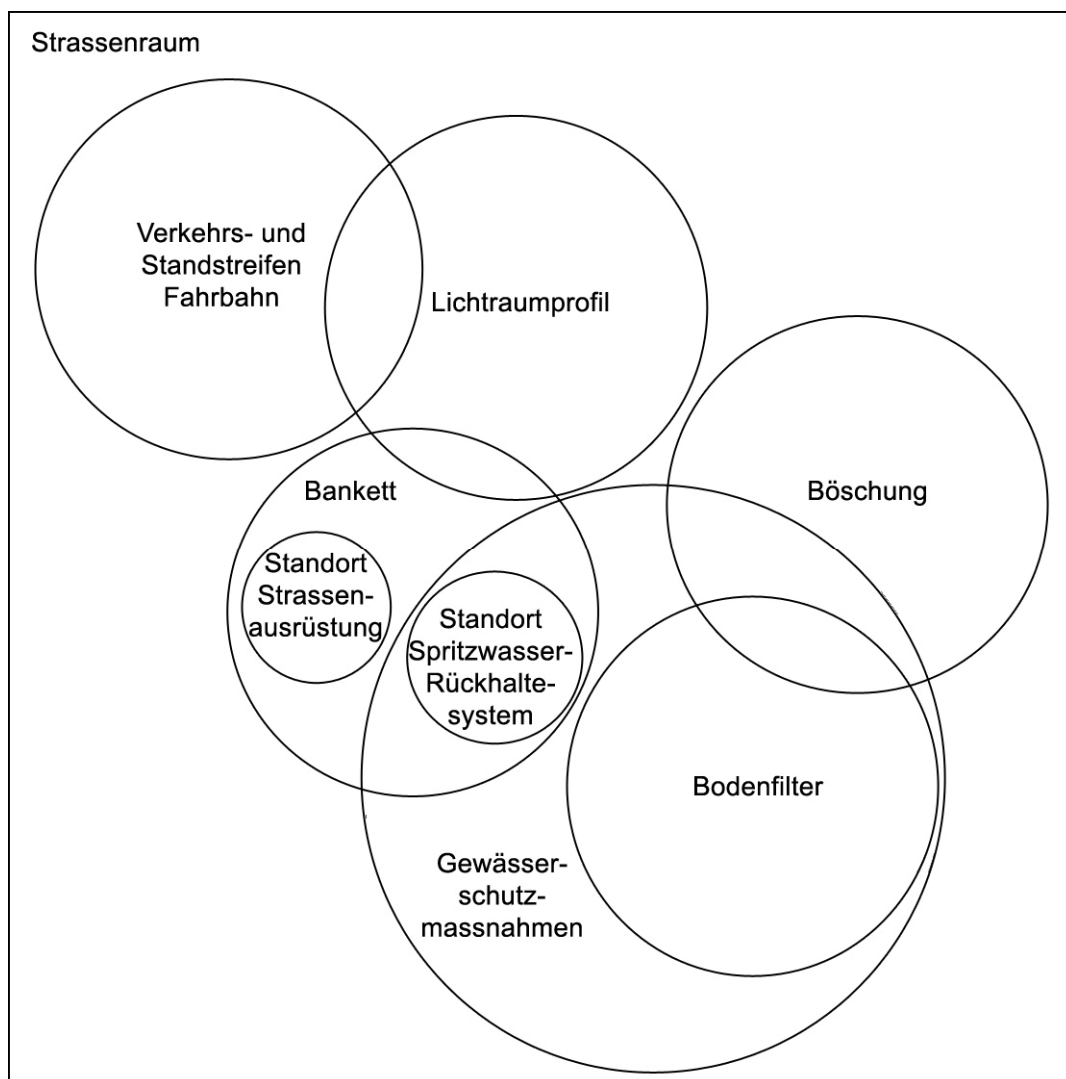 Strassenraum
Verkehrs- und
Standstreifen
Fahrbahn
Lichtraumprofil
Bankett
Böschung
Standort
Strassen-
ausrüstung
Standort
Spritzwasser-
Rückhalte-
system
Bodenfilter
Gewässer-
schutz-
massnahmen